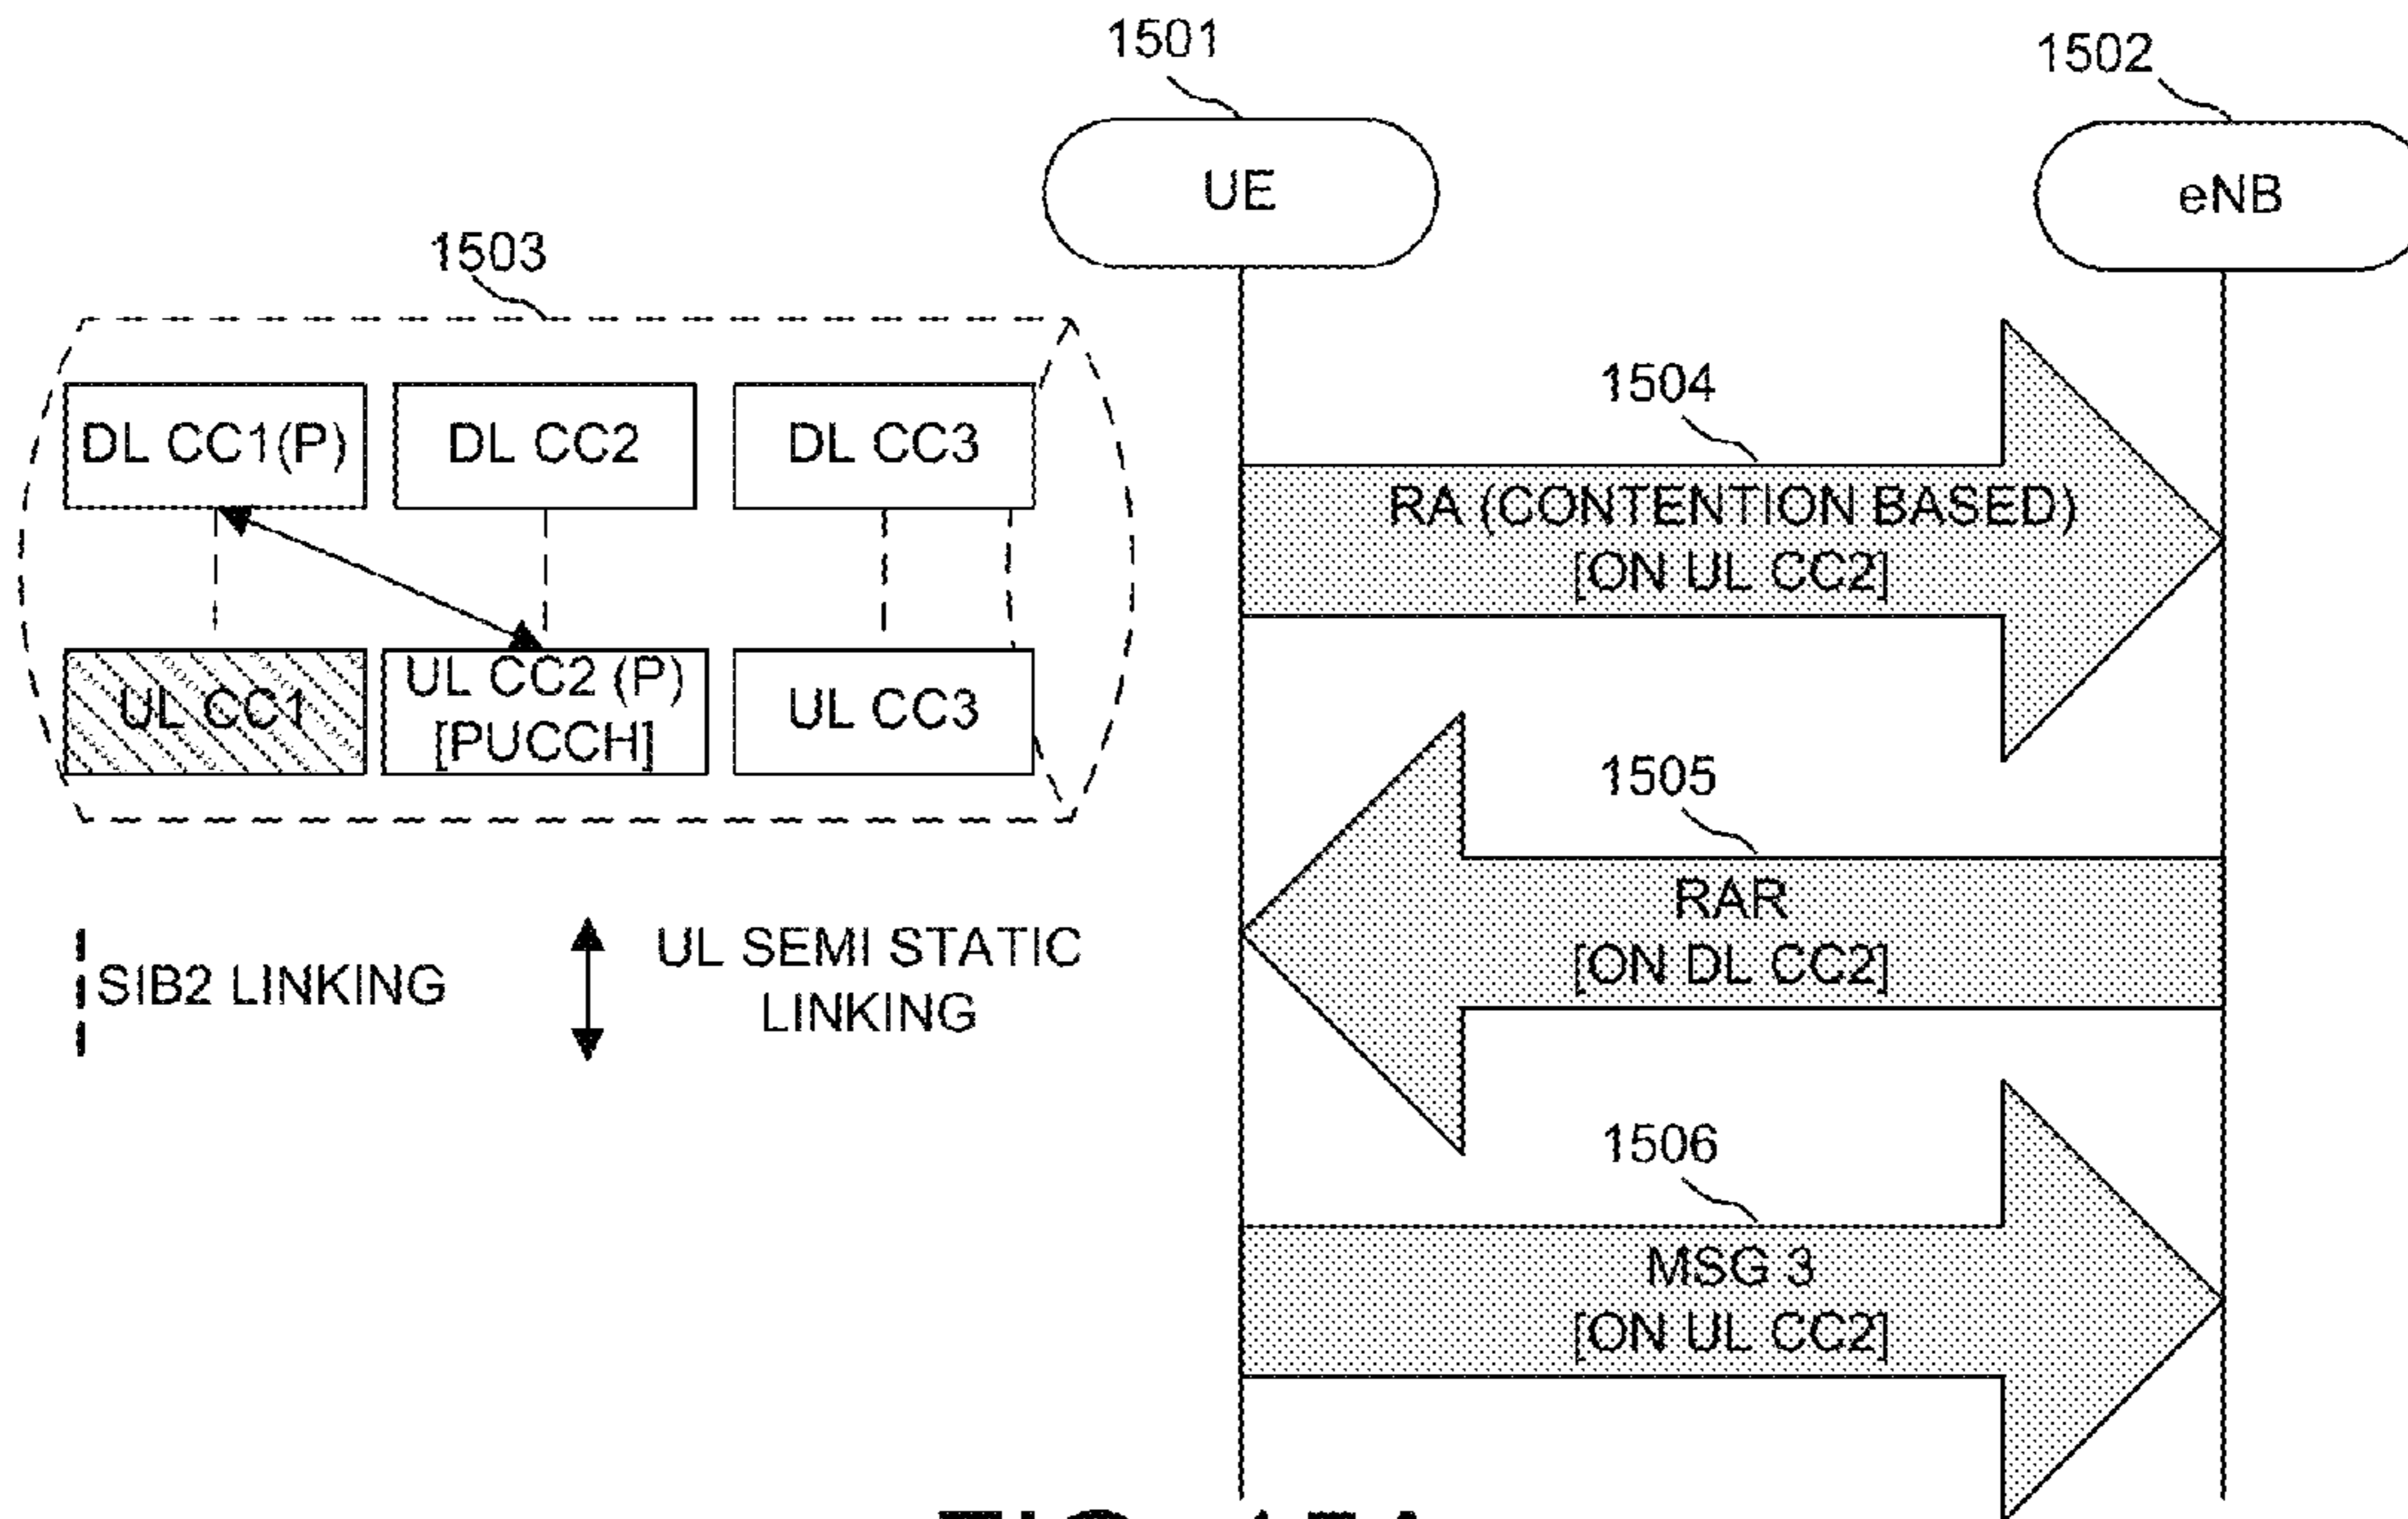 1501
1502
UE
eNB
1503
DL CC1(P)
DL CC2
DL CC3
UL CC1
UL CC2 (P)
[PUCCH]
UL CC3
SIB2 LINKING
UL SEMI STATIC
LINKING
1504
RA (CONTENTION BASED)
[ON UL CC2]
1505
RAR
[ON DL CC2]
1506
MSG 3
[ON UL CC2]